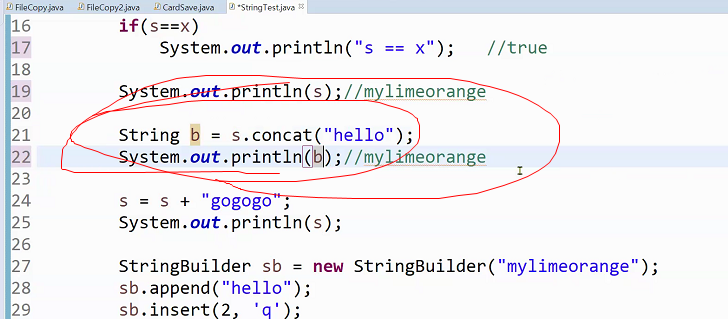 FileCopy.java FileCopy2.java CardSave.java *StringTest.java
16 if(s==x)
17 System.out.println("s == x"); //true
18
19 System.out.println(s);//mylimeorange
20
21 String b = s.concat("hello");
22 System.out.println(b);//mylimeorange
23
24 s = s + "gogogo";
25 System.out.println(s);
26
27 StringBuilder sb = new StringBuilder("mylimeorange");
28 sb.append("hello");
29 sb.insert(2, 'q');